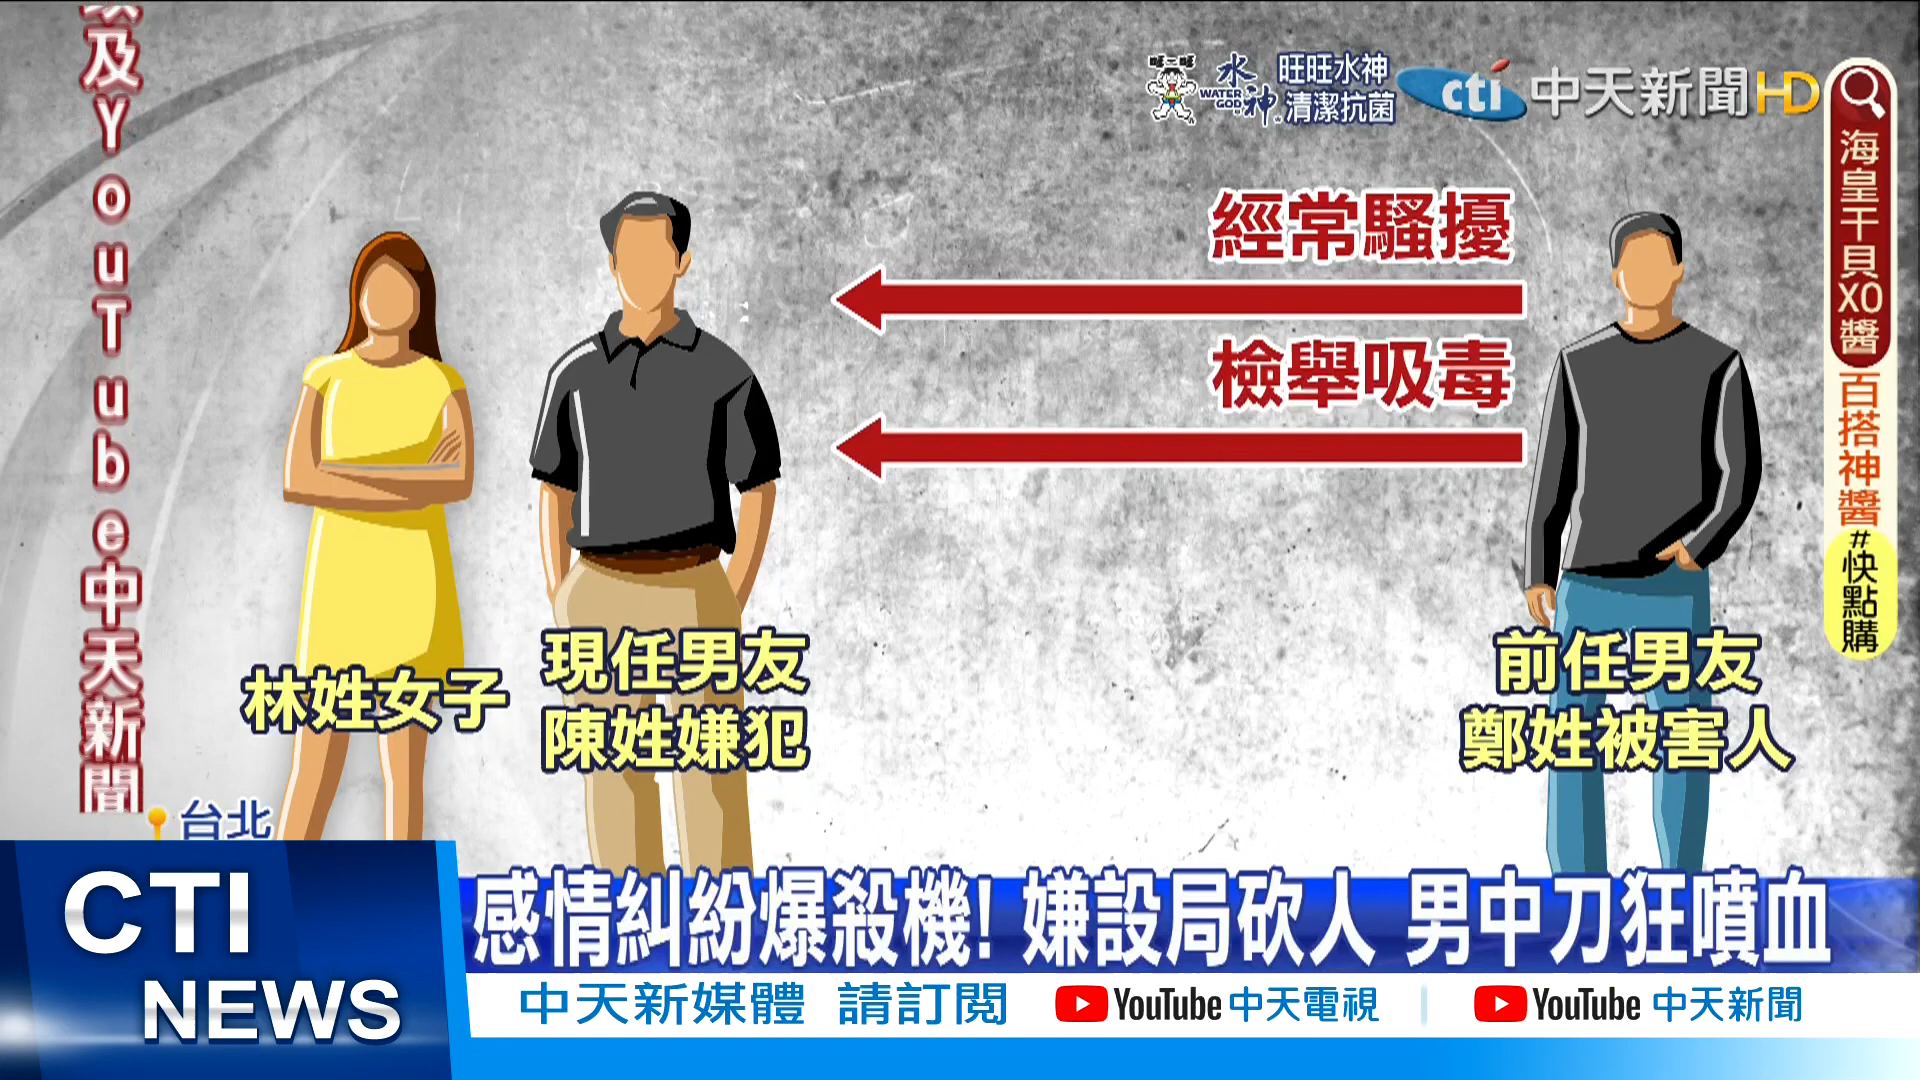 及YouTube中天新聞
旺旺水神
水神
WATER GOD
清潔抗菌
cti 中天新聞HD
海皇干貝XO醬
百搭神醬
#快點購
經常騷擾
檢舉吸毒
林姓女子
現任男友
陳姓嫌犯
前任男友
鄭姓被害人
台北
CTI
NEWS
感情糾紛爆殺機! 嫌設局砍人 男中刀狂噴血
中天新媒體 請訂閱 YouTube 中天電視 | YouTube 中天新聞